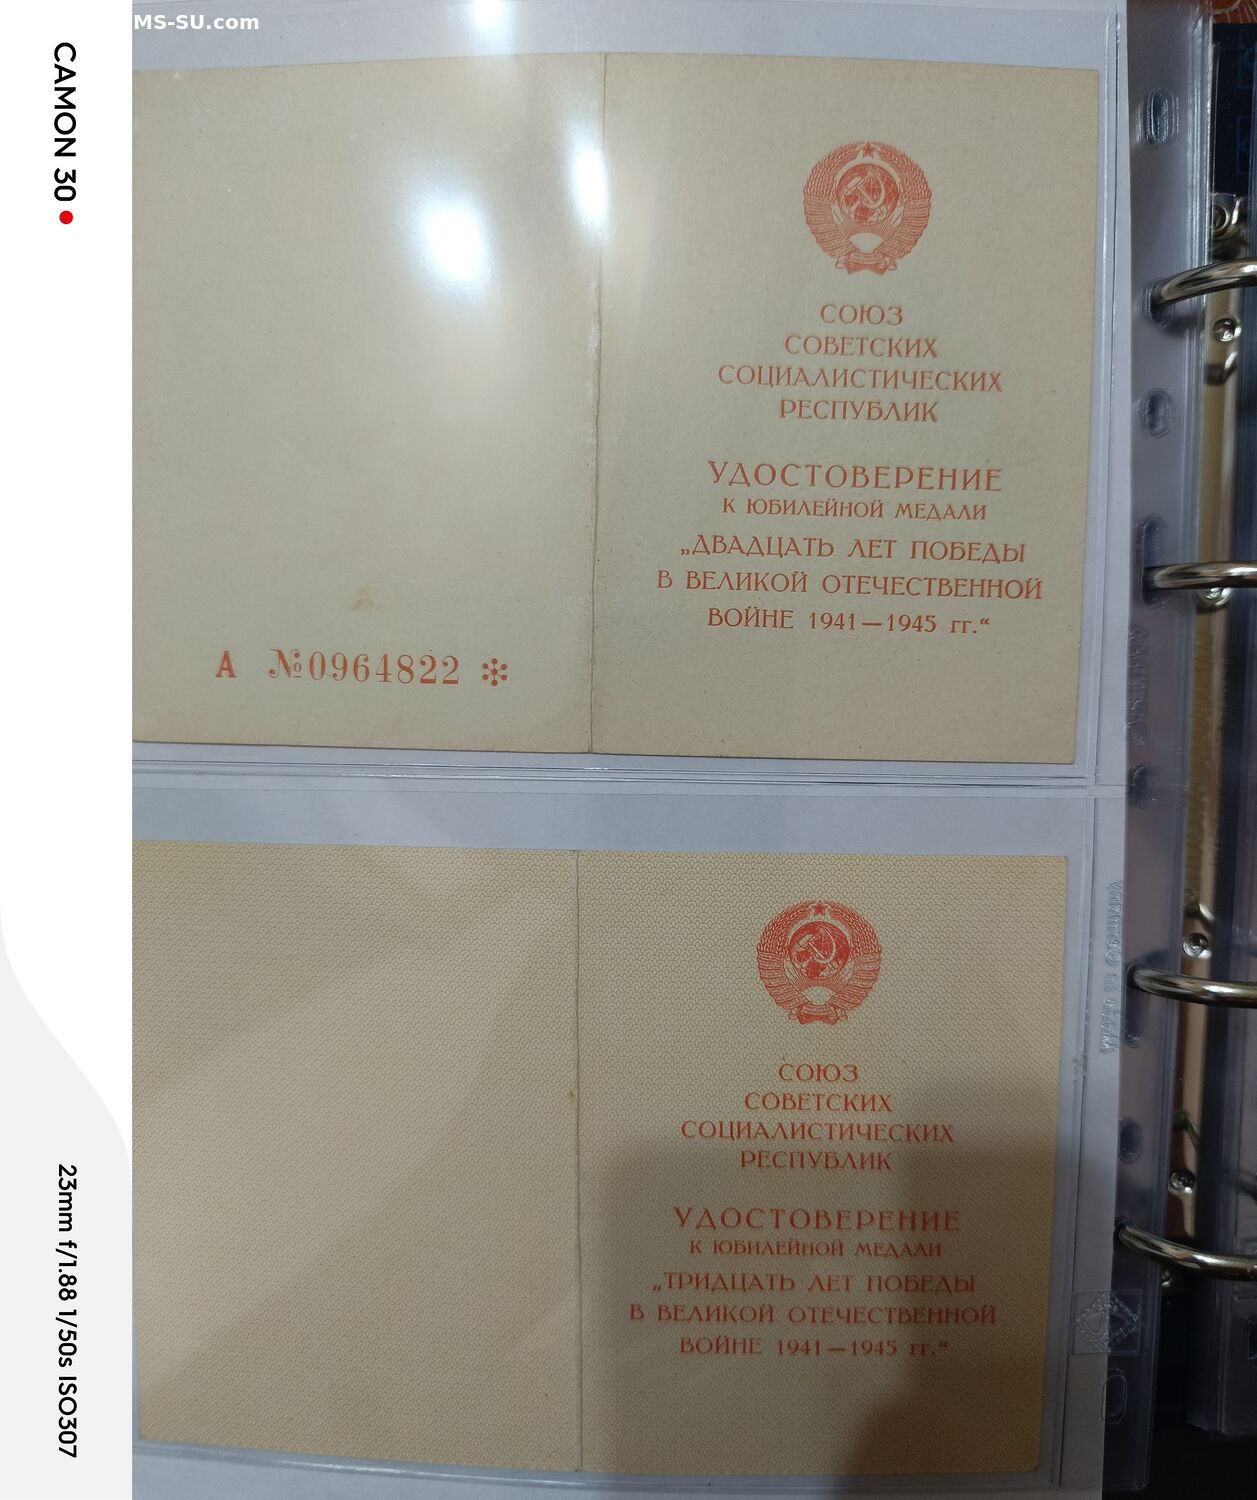 MS-SU.com
CAMON 30
СОЮЗ
СОВЕТСКИХ
СОЦИАЛИСТИЧЕСКИХ
РЕСПУБЛИК
УДОСТОВЕРЕНИЕ
К ЮБИЛЕЙНОЙ МЕДАЛИ
„ДВАДЦАТЬ ЛЕТ ПОБЕДЫ
В ВЕЛИКОЙ ОТЕЧЕСТВЕННОЙ
ВОЙНЕ 1941—1945 гг.“
А №0964822
СОЮЗ
СОВЕТСКИХ
СОЦИАЛИСТИЧЕСКИХ
РЕСПУБЛИК
УДОСТОВЕРЕНИЕ
К ЮБИЛЕЙНОЙ МЕДАЛИ
„ТРИДЦАТЬ ЛЕТ ПОБЕДЫ
В ВЕЛИКОЙ ОТЕЧЕСТВЕННОЙ
ВОЙНЕ 1941—1945 гг.“
23mm f/1.88 1/50s ISO307